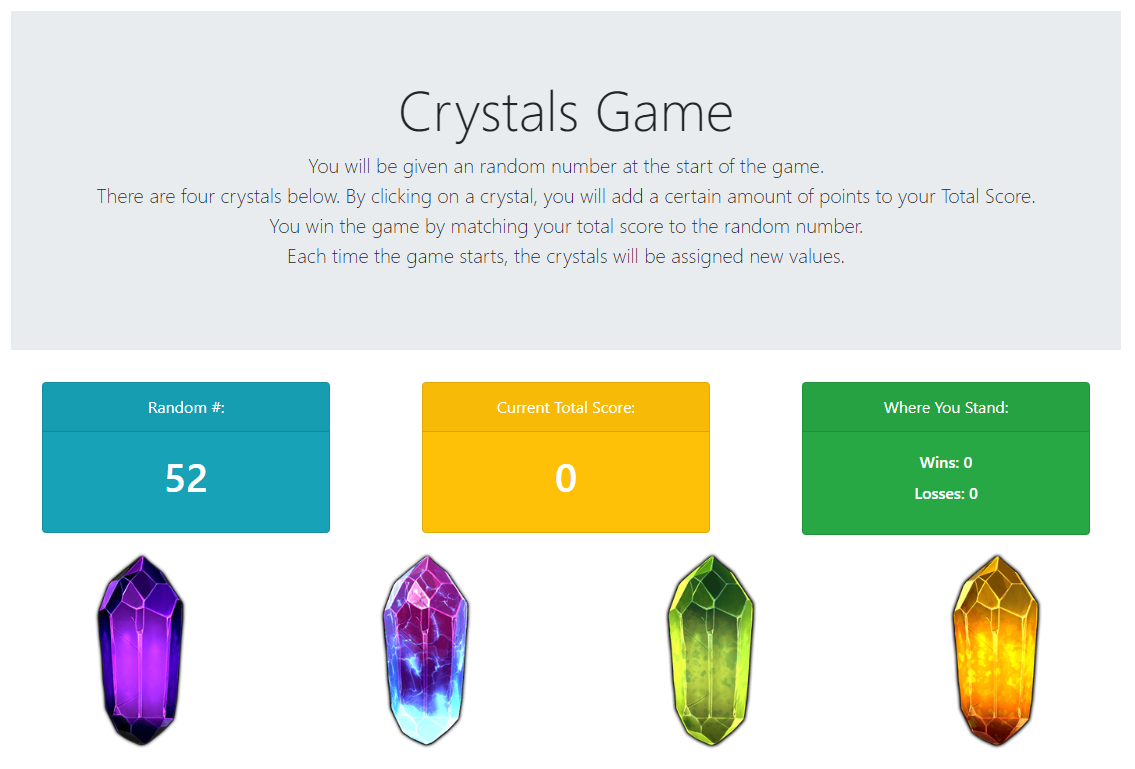 Crystals Game
You will be given an random number at the start of the game.
There are four crystals below. By clicking on a crystal, you will add a certain amount of points to your Total Score.
You win the game by matching your total score to the random number.
Each time the game starts, the crystals will be assigned new values.
Random #:
52
Current Total Score:
0
Where You Stand:
Wins: 0
Losses: 0